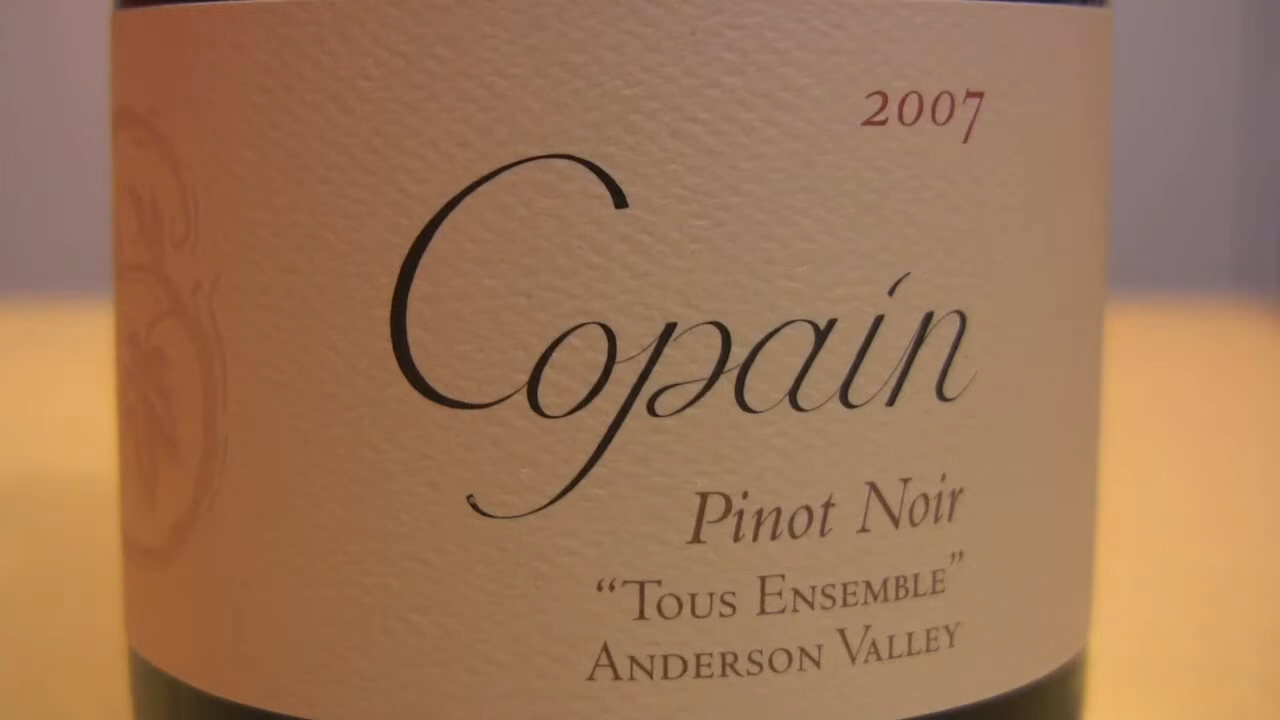 2007
Copain
Pinot Noir
“Tous Ensemble”
Anderson Valley